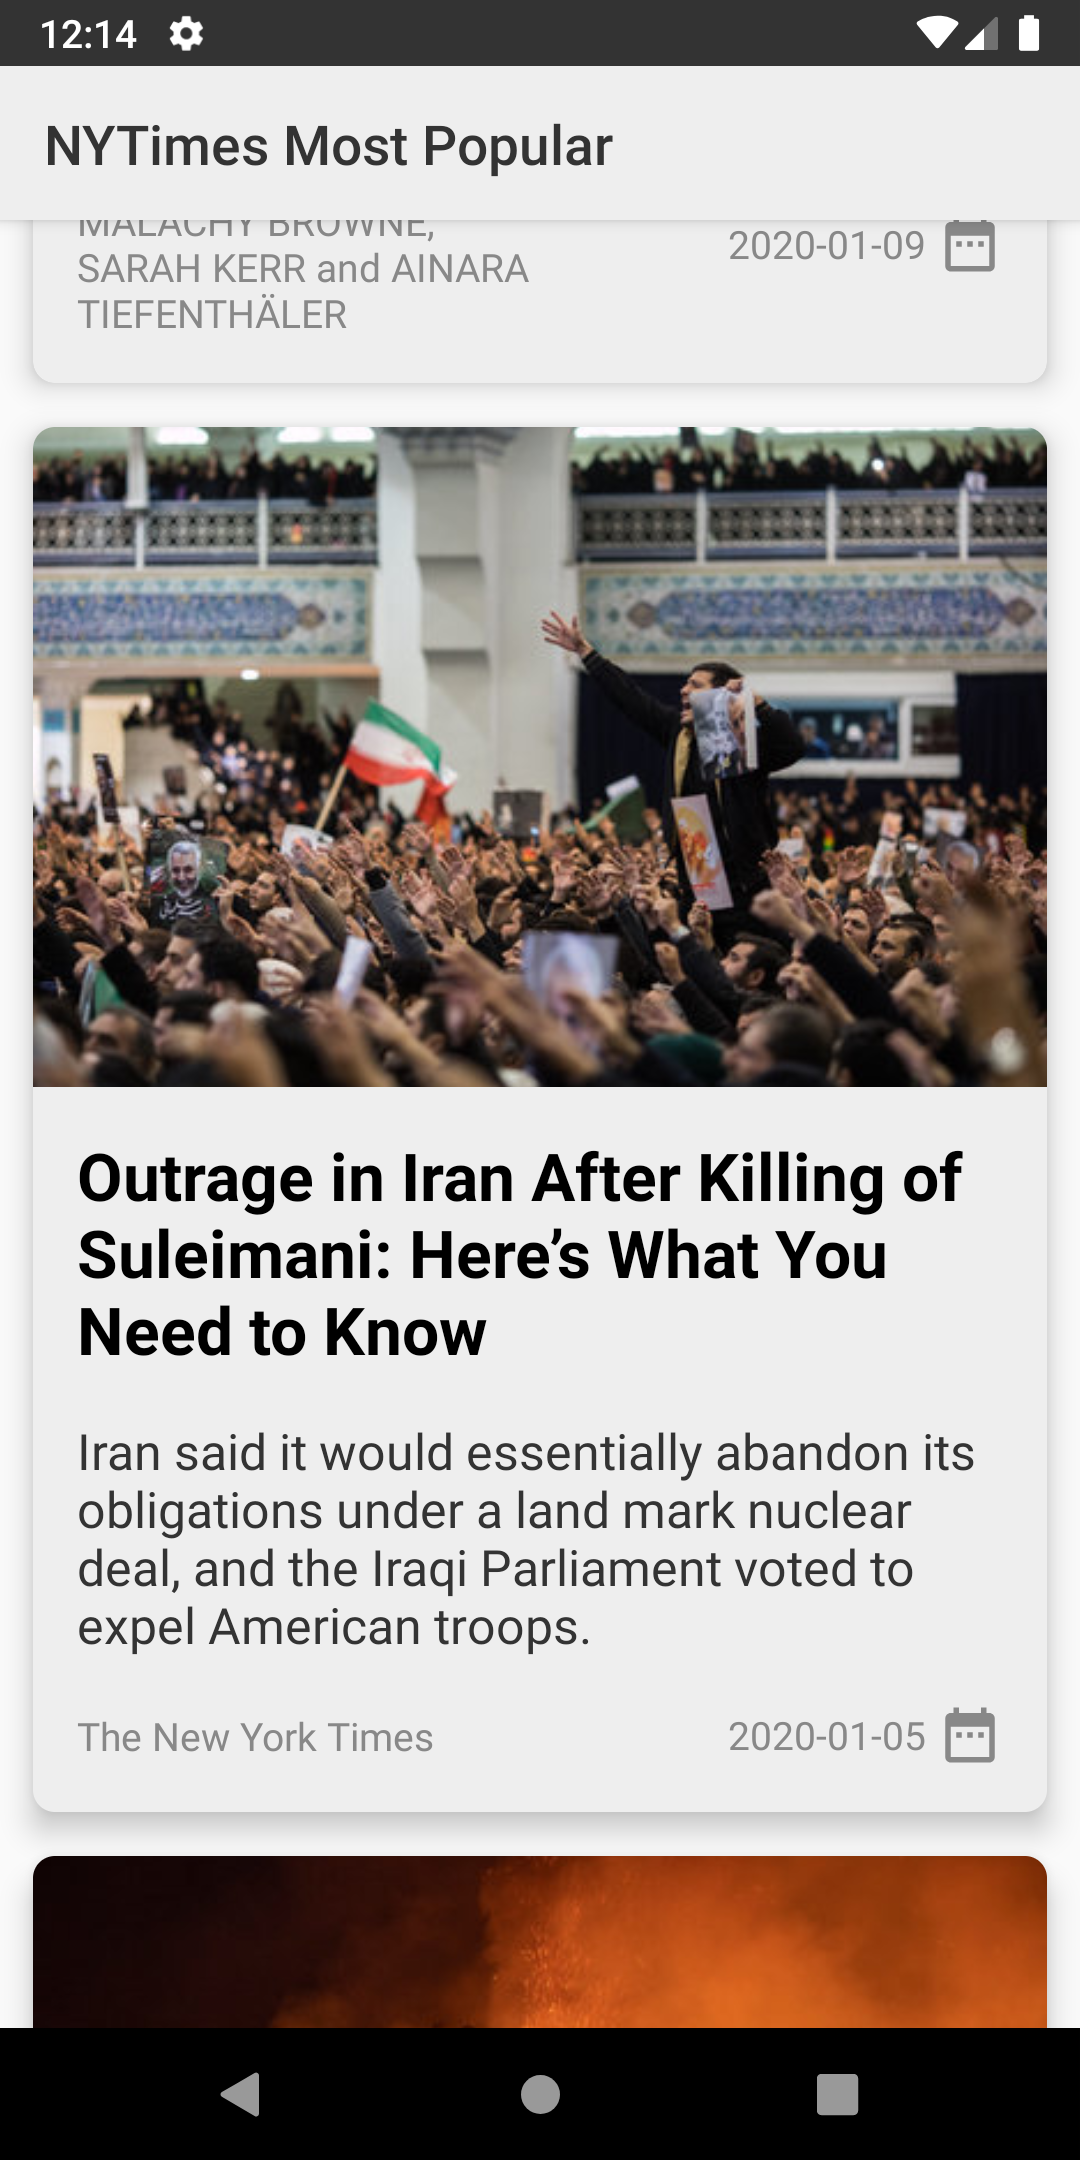 12:14
NYTimes Most Popular
MALACHY BROWNE,
SARAH KERR and AINARA
TIEFENTHÄLER
2020-01-09
Outrage in Iran After Killing of
Suleimani: Here’s What You
Need to Know
Iran said it would essentially abandon its
obligations under a land mark nuclear
deal, and the Iraqi Parliament voted to
expel American troops.
The New York Times
2020-01-05